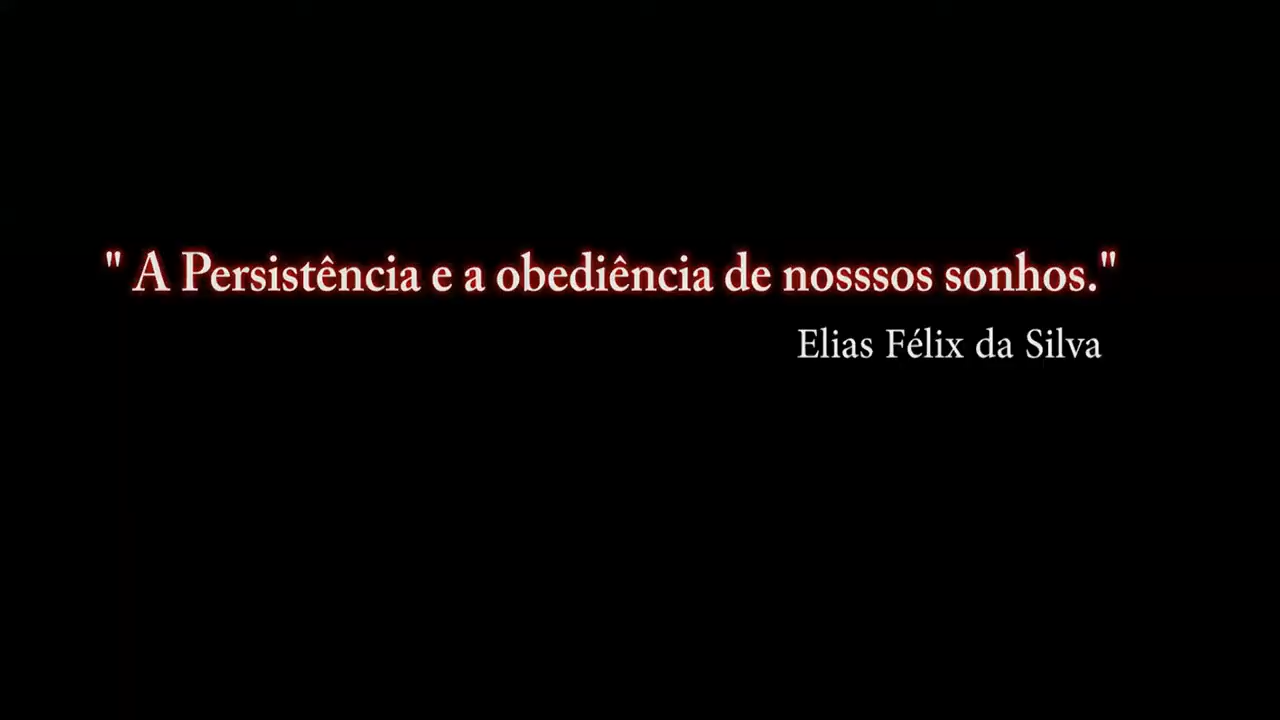 " A Persistência e a obediência de nosssos sonhos."
Elias Félix da Silva